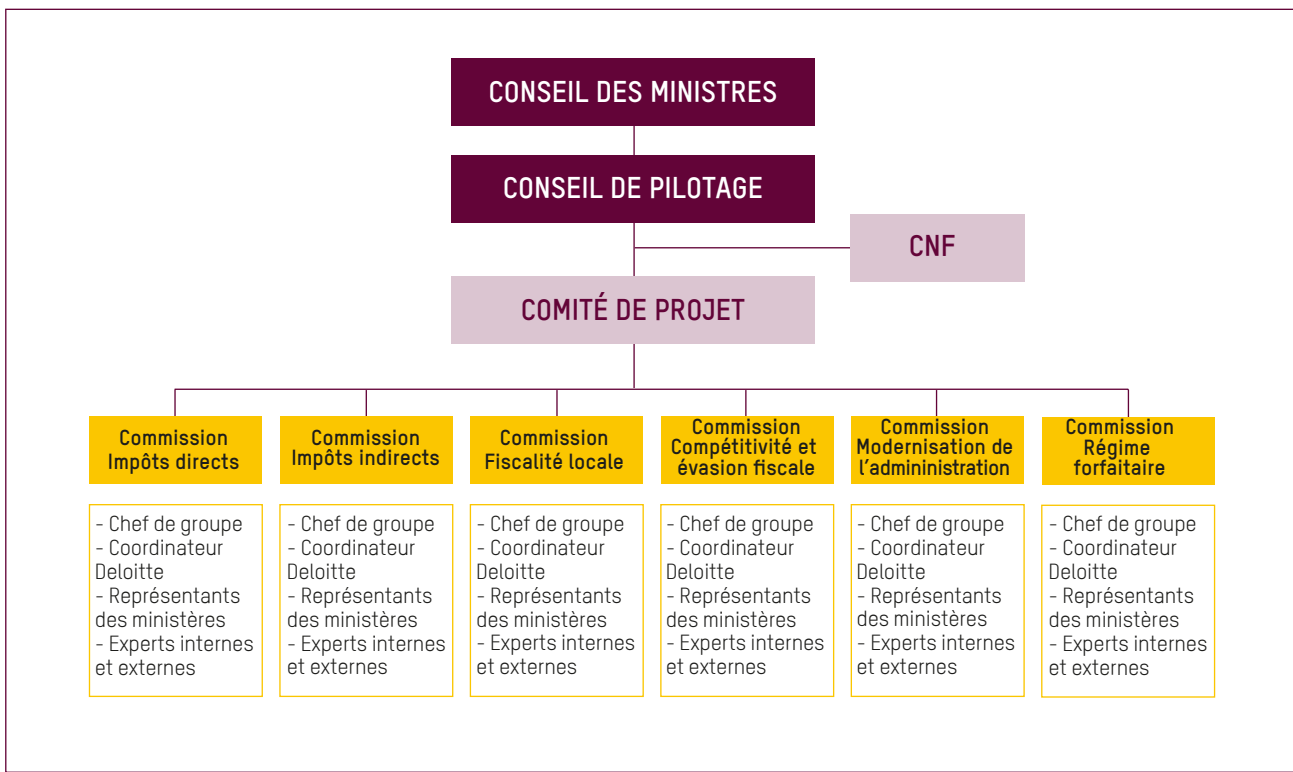 CONSEIL DES MINISTRES
CONSEIL DE PILOTAGE
CNF
COMITÉ DE PROJET
Commission
Impôts directs
- Chef de groupe
- Coordinateur
Deloitte
- Représentants
des ministères
- Experts internes
et externes
Commission
Impôts indirects
- Chef de groupe
- Coordinateur
Deloitte
- Représentants
des ministères
- Experts internes
et externes
Commission
Fiscalité locale
- Chef de groupe
- Coordinateur
Deloitte
- Représentants
des ministères
- Experts internes
et externes
Commission
Compétitivité et
évasion fiscale
- Chef de groupe
- Coordinateur
Deloitte
- Représentants
des ministères
- Experts internes
et externes
Commission
Modernisation de
l'admininistration
- Chef de groupe
- Coordinateur
Deloitte
- Représentants
des ministères
- Experts internes
et externes
Commission
Régime
forfaitaire
- Chef de groupe
- Coordinateur
Deloitte
- Représentants
des ministères
- Experts internes
et externes